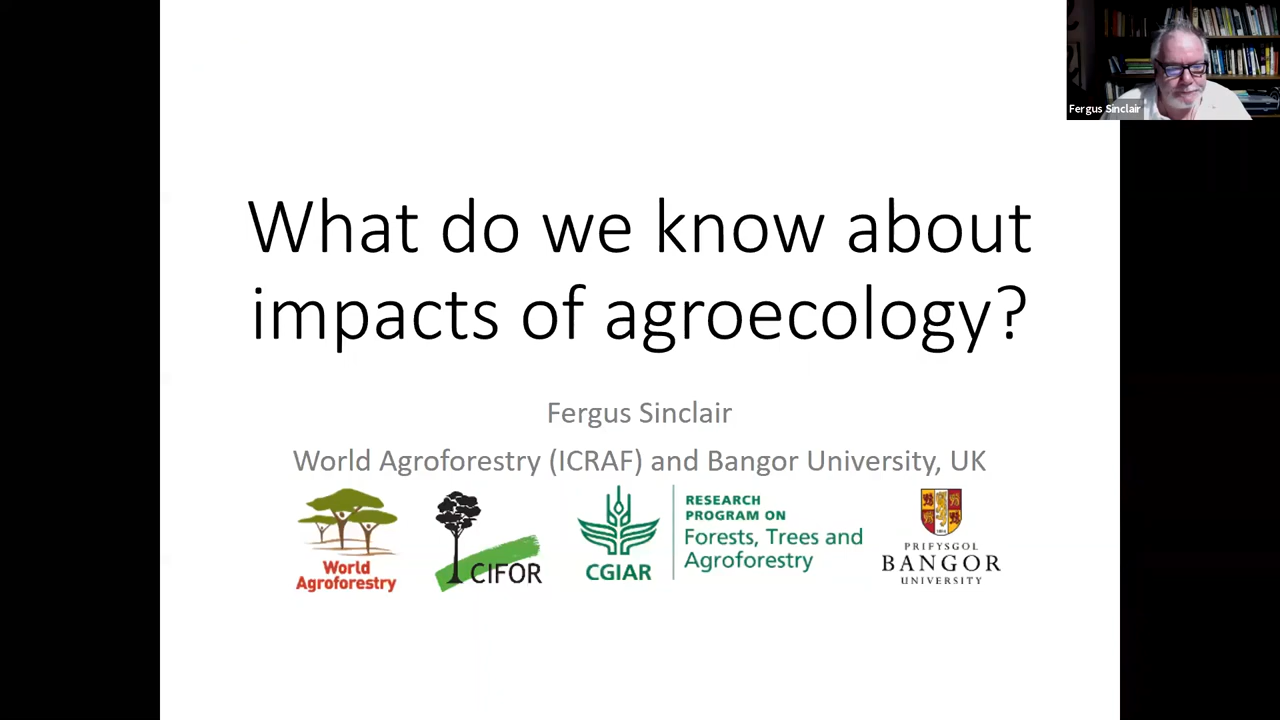 Fergus Sinclair
What do we know about
impacts of agroecology?
Fergus Sinclair
World Agroforestry (ICRAF) and Bangor University, UK
World
Agroforestry
CIFOR
CGIAR
RESEARCH
PROGRAM ON
Forests, Trees and
Agroforestry
PRIFYSGOL
BANGOR
UNIVERSITY